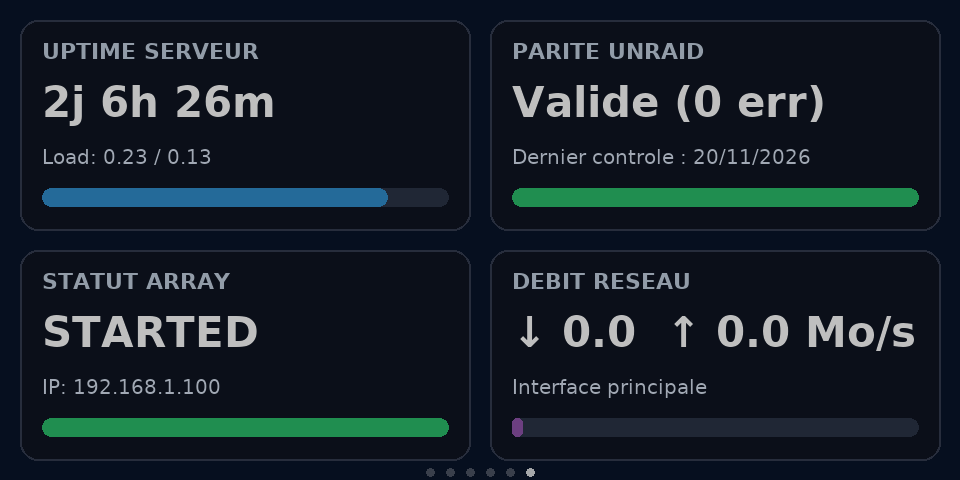 UPTIME SERVEUR
2j 6h 26m
Load: 0.23 / 0.13
PARITE UNRAID
Valide (0 err)
Dernier controle : 20/11/2026
STATUT ARRAY
STARTED
IP: 192.168.1.100
DEBIT RESEAU
↓ 0.0 ↑ 0.0 Mo/s
Interface principale